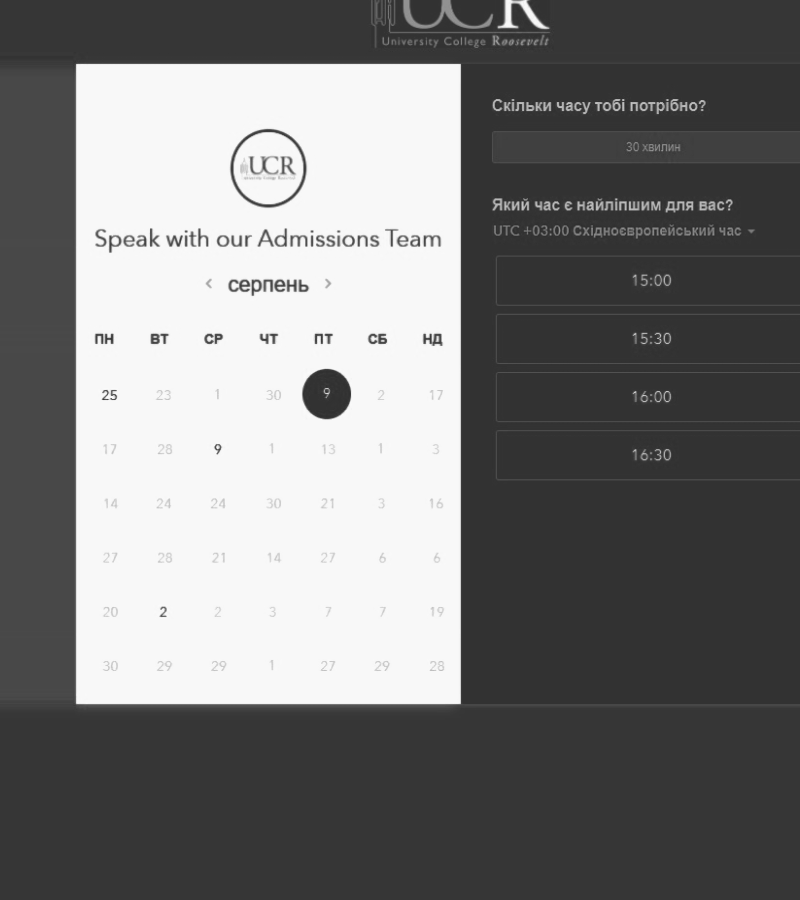 UCR
University College Roosevelt
UCR
Speak with our Admissions Team
серпень
ПН ВТ СР ЧТ ПТ СБ НД
25 23 1 30 9 2 17
17 28 9 1 13 1 3
14 24 24 30 21 3 16
27 28 21 14 27 6 6
20 2 2 3 7 7 19
30 29 29 1 27 29 28
Скільки часу тобі потрібно?
30 хвилин
Який час є найліпшим для вас?
UTC +03:00 Східноєвропейський час
15:00
15:30
16:00
16:30